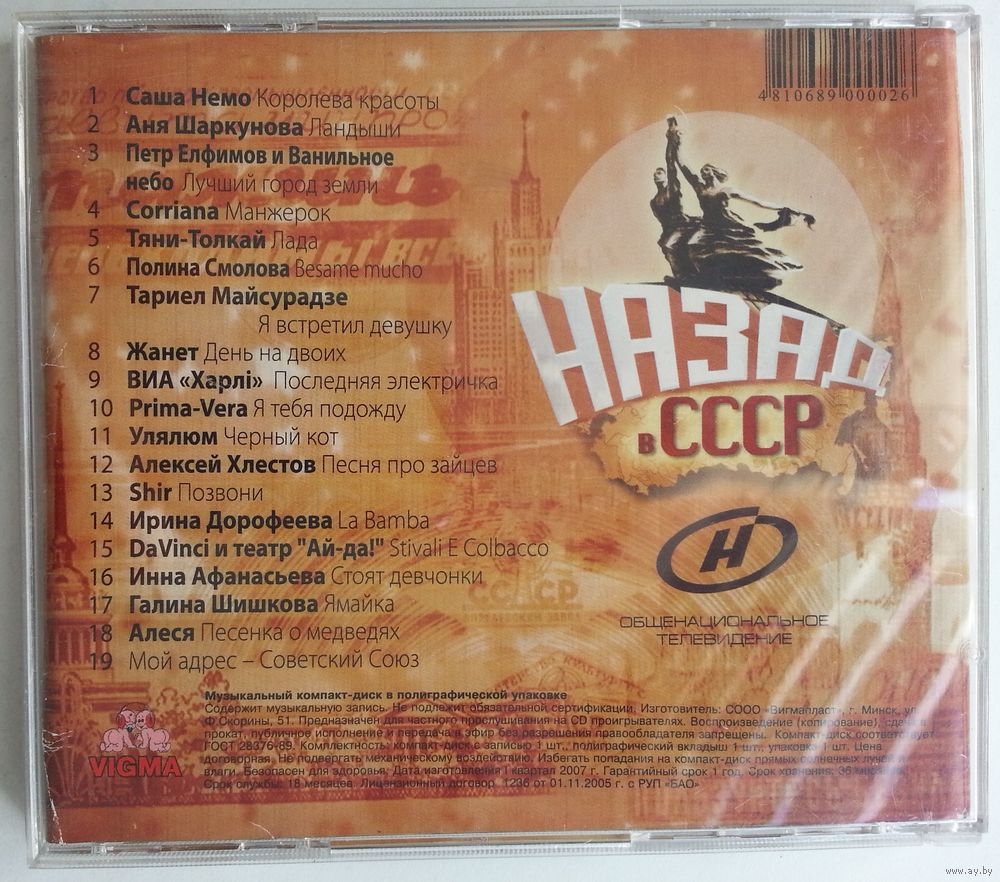 4 810689 000026
1 Саша Немо Королева красоты
2 Аня Шаркунова Ландыши
3 Петр Елфимов и Ванильное
небо Лучший город земли
4 Corriana Манжерок
5 Тяни-Толкай Лада
6 Полина Смолова Besame mucho
7 Тариел Майсурадзе
Я встретил девушку
8 Жанет День на двоих
9 ВИА «Харлi» Последняя электричка
10 Prima-Vera Я тебя подожду
11 Улялюм Черный кот
12 Алексей Хлестов Песня про зайцев
13 Shir Позвони
14 Ирина Дорофеева La Bamba
15 DaVinci и театр "Ай-да!" Stivali E Colbacco
16 Инна Афанасьева Стоят девчонки
17 Галина Шишкова Ямайка
18 Алеся Песенка о медведях
19 Мой адрес – Советский Союз
НАЗАД
в СССР
Н
ОБЩЕНАЦИОНАЛЬНОЕ
ТЕЛЕВИДЕНИЕ
СССР
VIGMA
Музыкальный компакт-диск в полиграфической упаковке
Содержит музыкальную запись. Не подлежит обязательной сертификации. Изготовитель: СООО «Вигмапласт», г. Минск, ул.
Ф.Скорины, 51. Предназначен для частного прослушивания на CD проигрывателях. Воспроизведение (копирование), сдача в
прокат, публичное исполнение и передача в эфир без разрешения правообладателя запрещены. Компакт-диск соответствует
ГОСТ 28376-89. Комплектность: компакт-диск с записью 1 шт., полиграфический вкладыш 1 шт., упаковка 1 шт. Цена
договорная. Не подвергать механическому воздействию. Избегать попадания на компакт-диск прямых солнечных лучей и
влаги. Безопасен для здоровья. Дата изготовления I квартал 2007 г. Гарантийный срок 1 год. Срок хранения: 36
Срок службы: 18 месяцев. Лицензионный договор 1236 от 01.11.2005 г. с РУП «БАО»
www.ay.by